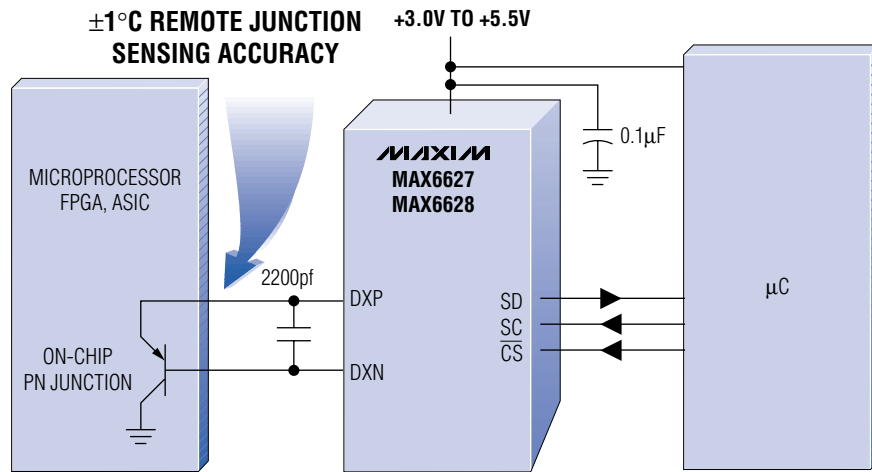 ±1°C REMOTE JUNCTION
SENSING ACCURACY
+3.0V TO +5.5V
0.1µF
MAXIM
MAX6627
MAX6628
MICROPROCESSOR
FPGA, ASIC
2200pf
DXP
DXN
SD
SC
CS
µC
ON-CHIP
PN JUNCTION